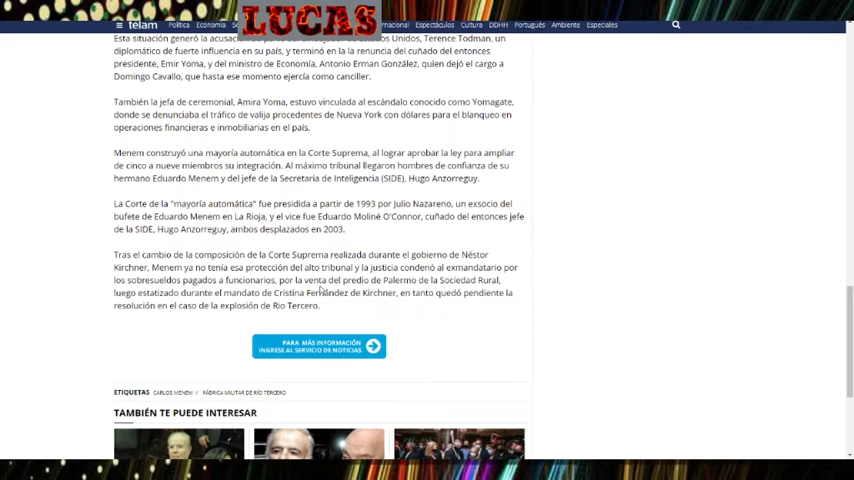 telam
Política
Economía
LUCAS
Espectáculos
Cultura
DDHH
Português
Ambiente
Especiales
Esta situación generó la
Unidos, Terence Todman, un
diplomático de fuerte influencia en su país, y terminó en la la renuncia del cuñado del entonces
presidente, Emir Yoma, y del ministro de Economía, Antonio Erman González, quien dejó el cargo a
Domingo Cavallo, que hasta ese momento ejercía como canciller.
También la jefa de ceremonial, Amira Yoma, estuvo vinculada al escándalo conocido como Yomagate,
donde se denunciaba el tráfico de valija procedentes de Nueva York con dólares para el blanqueo en
operaciones financieras e inmobiliarias en el país.
Menem construyó una mayoría automática en la Corte Suprema, al lograr aprobar la ley para ampliar
de cinco a nueve miembros su integración. Al máximo tribunal llegaron hombres de confianza de su
hermano Eduardo Menem y del jefe de la Secretaria de Inteligencia (SIDE), Hugo Anzorreguy.
La Corte de la "mayoría automática" fue presidida a partir de 1993 por Julio Nazareno, un exsocio del
bufete de Eduardo Menem en La Rioja, y el vice fue Eduardo Moliné O'Connor, cuñado del entonces jefe
de la SIDE, Hugo Anzorreguy, ambos desplazados en 2003.
Tras el cambio de la composición de la Corte Suprema realizada durante el gobierno de Néstor
Kirchner, Menem ya no tenía esa protección del alto tribunal y la justicia condenó al exmandatario por
los sobresueldos pagados a funcionarios, por la venta del predio de Palermo de la Sociedad Rural,
luego estatizado durante el mandato de Cristina Fernández de Kirchner, en tanto quedó pendiente la
resolución en el caso de la explosión de Río Tercero.
PARA MÁS INFORMACIÓN
INGRESE AL SERVICIO DE NOTICIAS
ETIQUETAS CARLOS MENEM // FÁBRICA MILITAR DE RÍO TERCERO
TAMBIÉN TE PUEDE INTERESAR